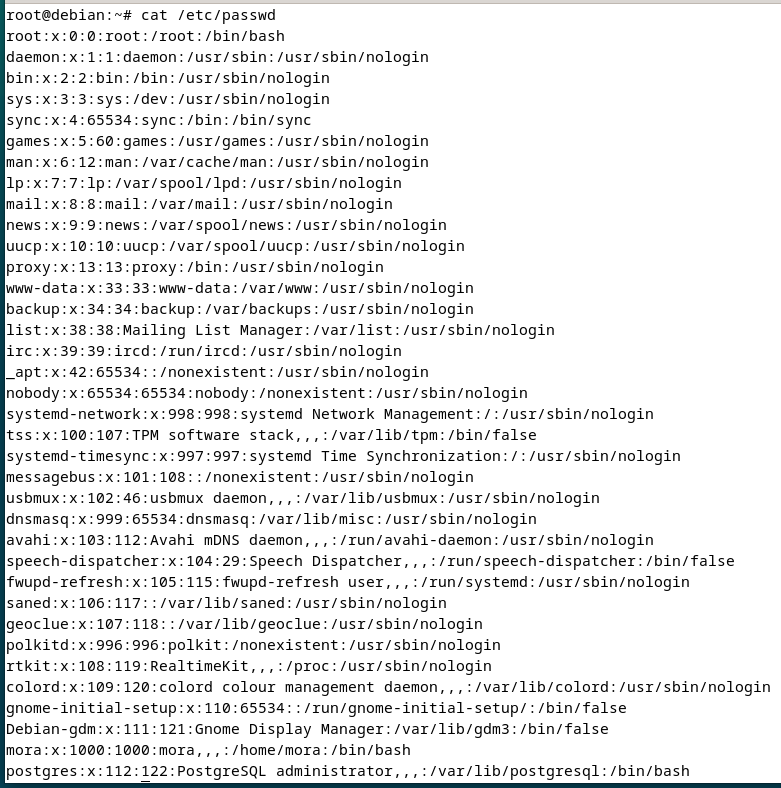 root@debian:~# cat /etc/passwd
root:x:0:0:root:/root:/bin/bash
daemon:x:1:1:daemon:/usr/sbin:/usr/sbin/nologin
bin:x:2:2:bin:/bin:/usr/sbin/nologin
sys:x:3:3:sys:/dev:/usr/sbin/nologin
sync:x:4:65534:sync:/bin:/bin/sync
games:x:5:60:games:/usr/games:/usr/sbin/nologin
man:x:6:12:man:/var/cache/man:/usr/sbin/nologin
lp:x:7:7:lp:/var/spool/lpd:/usr/sbin/nologin
mail:x:8:8:mail:/var/mail:/usr/sbin/nologin
news:x:9:9:news:/var/spool/news:/usr/sbin/nologin
uucp:x:10:10:uucp:/var/spool/uucp:/usr/sbin/nologin
proxy:x:13:13:proxy:/bin:/usr/sbin/nologin
www-data:x:33:33:www-data:/var/www:/usr/sbin/nologin
backup:x:34:34:backup:/var/backups:/usr/sbin/nologin
list:x:38:38:Mailing List Manager:/var/list:/usr/sbin/nologin
irc:x:39:39:ircd:/run/ircd:/usr/sbin/nologin
_apt:x:42:65534::/nonexistent:/usr/sbin/nologin
nobody:x:65534:65534:nobody:/nonexistent:/usr/sbin/nologin
systemd-network:x:998:998:systemd Network Management:/:/usr/sbin/nologin
tss:x:100:107:TPM software stack,,,:/var/lib/tpm:/bin/false
systemd-timesync:x:997:997:systemd Time Synchronization:/:/usr/sbin/nologin
messagebus:x:101:108::/nonexistent:/usr/sbin/nologin
usbmux:x:102:46:usbmux daemon,,,:/var/lib/usbmux:/usr/sbin/nologin
dnsmasq:x:999:65534:dnsmasq:/var/lib/misc:/usr/sbin/nologin
avahi:x:103:112:Avahi mDNS daemon,,,:/run/avahi-daemon:/usr/sbin/nologin
speech-dispatcher:x:104:29:Speech Dispatcher,,,:/run/speech-dispatcher:/bin/false
fwupd-refresh:x:105:115:fwupd-refresh user,,,:/run/systemd:/usr/sbin/nologin
saned:x:106:117::/var/lib/saned:/usr/sbin/nologin
geoclue:x:107:118::/var/lib/geoclue:/usr/sbin/nologin
polkitd:x:996:996:polkit:/nonexistent:/usr/sbin/nologin
rtkit:x:108:119:RealtimeKit,,,:/proc:/usr/sbin/nologin
colord:x:109:120:colord colour management daemon,,,:/var/lib/colord:/usr/sbin/nologin
gnome-initial-setup:x:110:65534::/run/gnome-initial-setup/:/bin/false
Debian-gdm:x:111:121:Gnome Display Manager:/var/lib/gdm3:/bin/false
mora:x:1000:1000:mora,,,:/home/mora:/bin/bash
postgres:x:112:122:PostgreSQL administrator,,,:/var/lib/postgresql:/bin/bash